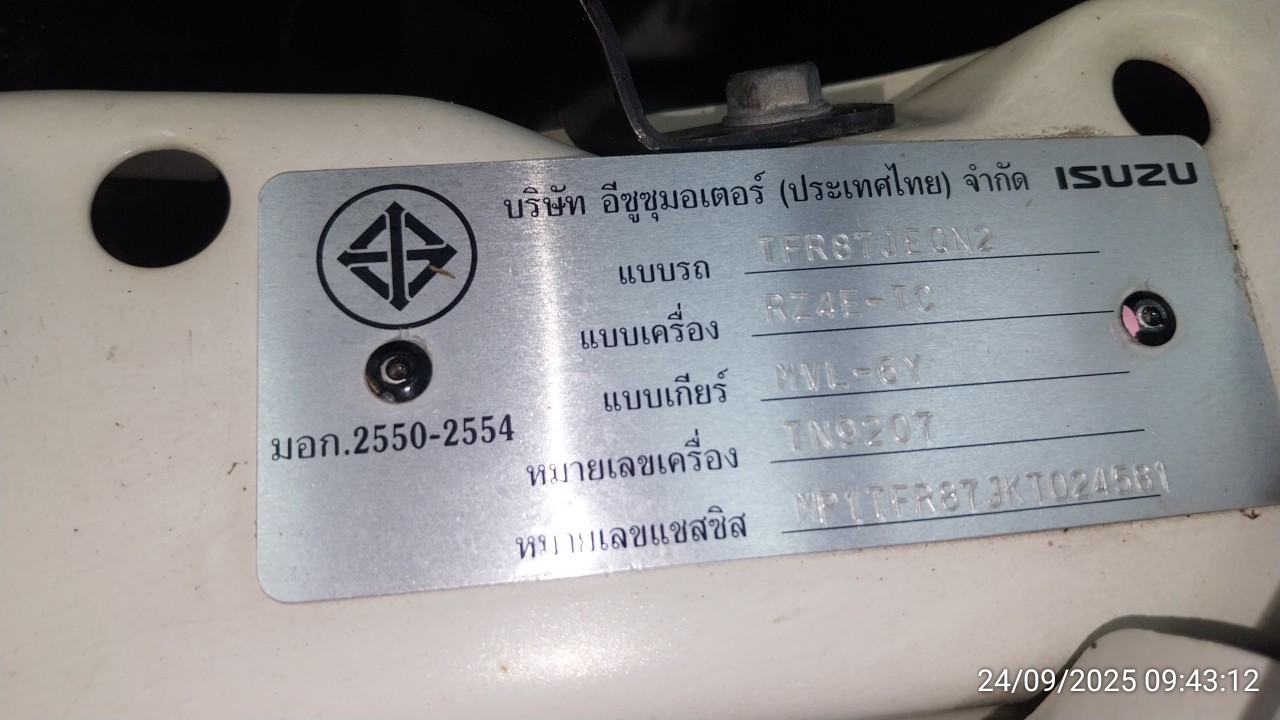 บริษัท อีซูซุมอเตอร์ (ประเทศไทย) จำกัด ISUZU
แบบรถ TFR87JEQN2
แบบเครื่อง RZ4E-TC
แบบเกียร์ MVL-6Y
มอก.2550-2554
หมายเลขเครื่อง TN9207
หมายเลขแชสซิส MP1TFR87JKT024581
24/09/2025 09:43:12